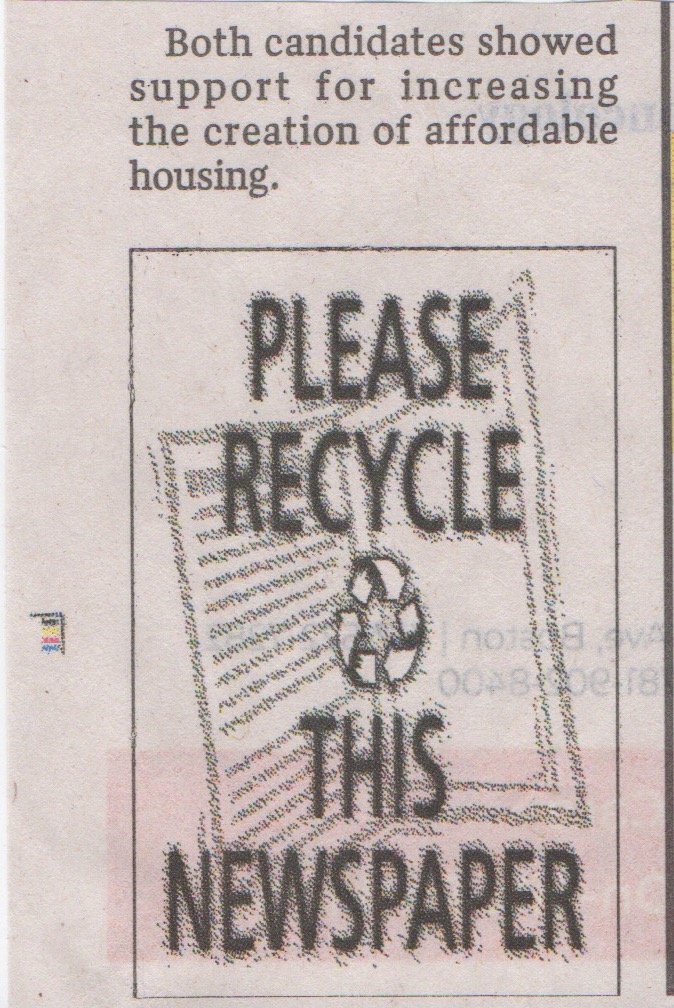 Both candidates showed
support for increasing
the creation of affordable
housing.
PLEASE
RECYCLE
THIS
NEWSPAPER